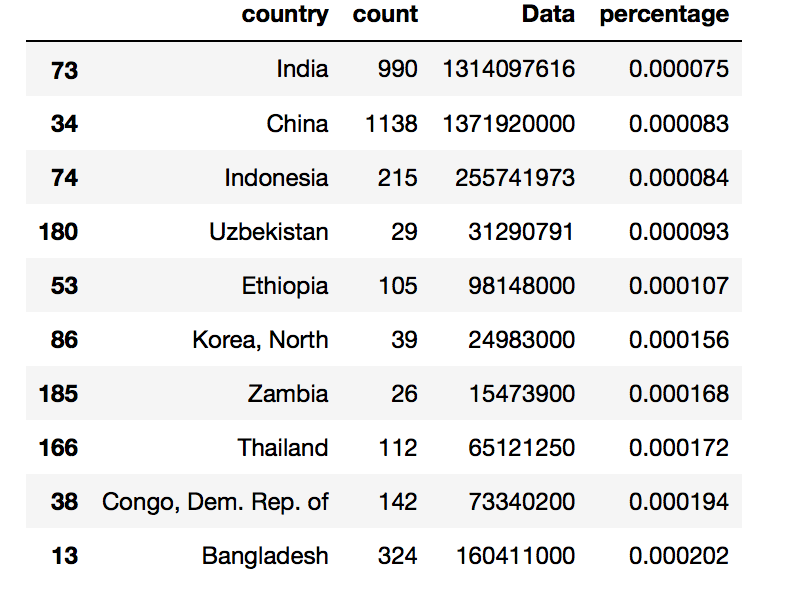 country count Data percentage
73 India 990 1314097616 0.000075
34 China 1138 1371920000 0.000083
74 Indonesia 215 255741973 0.000084
180 Uzbekistan 29 31290791 0.000093
53 Ethiopia 105 98148000 0.000107
86 Korea, North 39 24983000 0.000156
185 Zambia 26 15473900 0.000168
166 Thailand 112 65121250 0.000172
38 Congo, Dem. Rep. of 142 73340200 0.000194
13 Bangladesh 324 160411000 0.000202